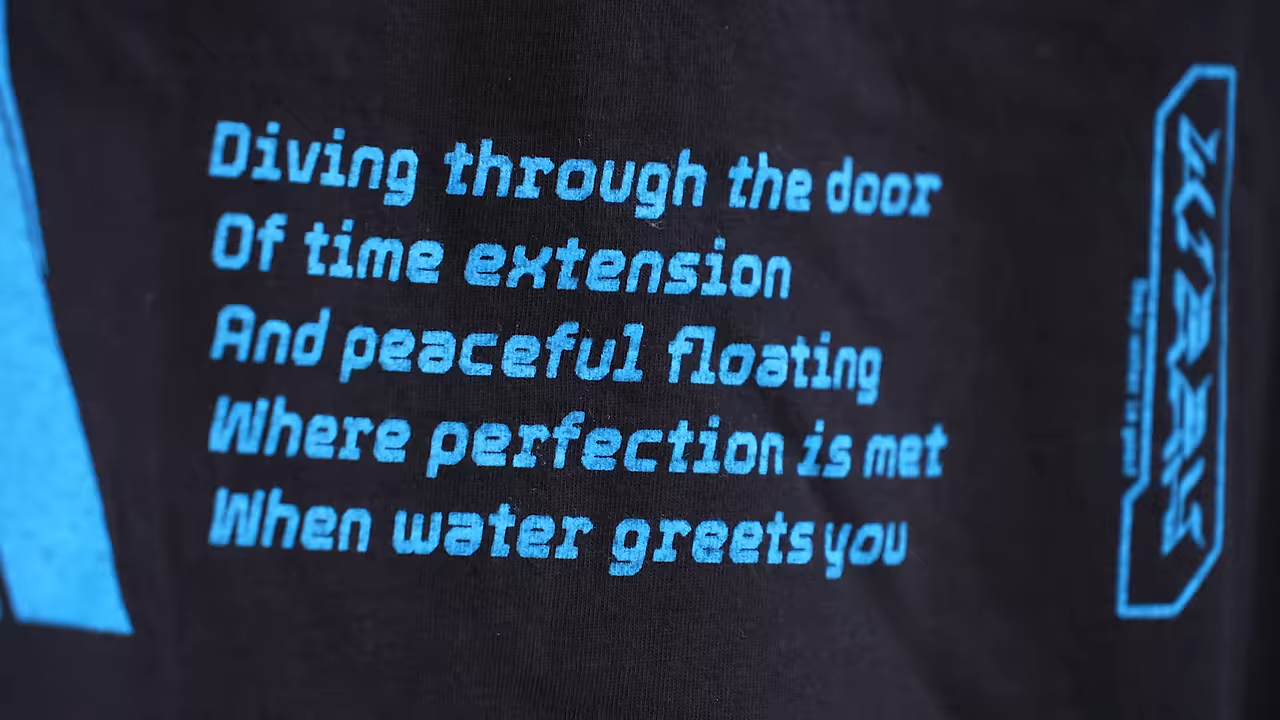 Diving through the door
Of time extension
And peaceful floating
Where perfection is met
When water greets you